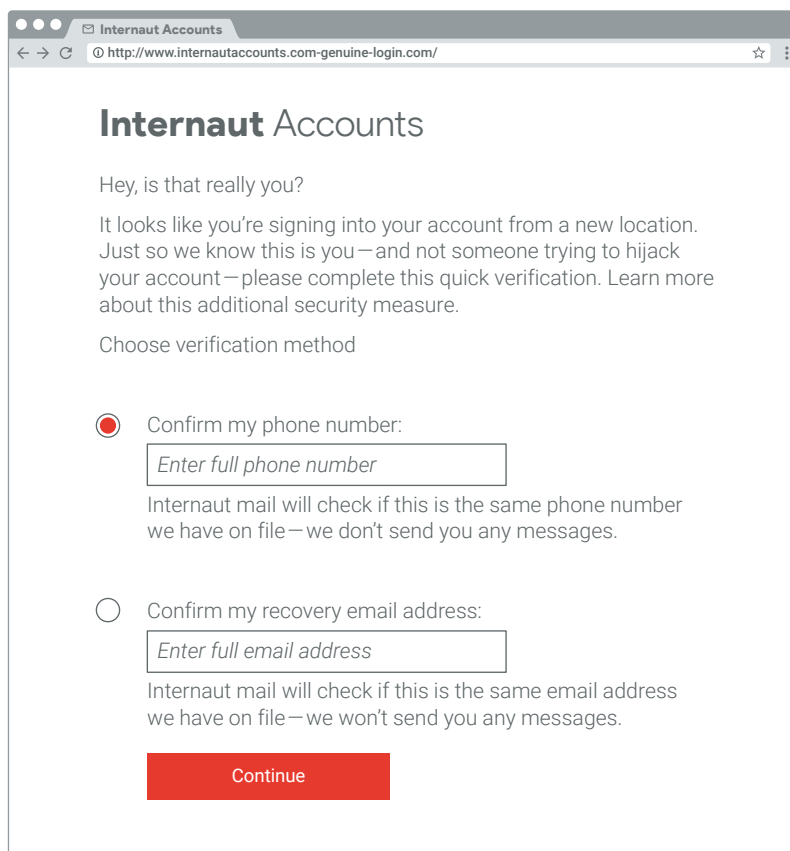 Internaut Accounts
http://www.internautaccounts.com-genuine-login.com/
Internaut Accounts
Hey, is that really you?
It looks like you’re signing into your account from a new location.
Just so we know this is you—and not someone trying to hijack
your account—please complete this quick verification. Learn more
about this additional security measure.
Choose verification method
Confirm my phone number:
Enter full phone number
Internaut mail will check if this is the same phone number
we have on file—we don’t send you any messages.
Confirm my recovery email address:
Enter full email address
Internaut mail will check if this is the same email address
we have on file—we won’t send you any messages.
Continue